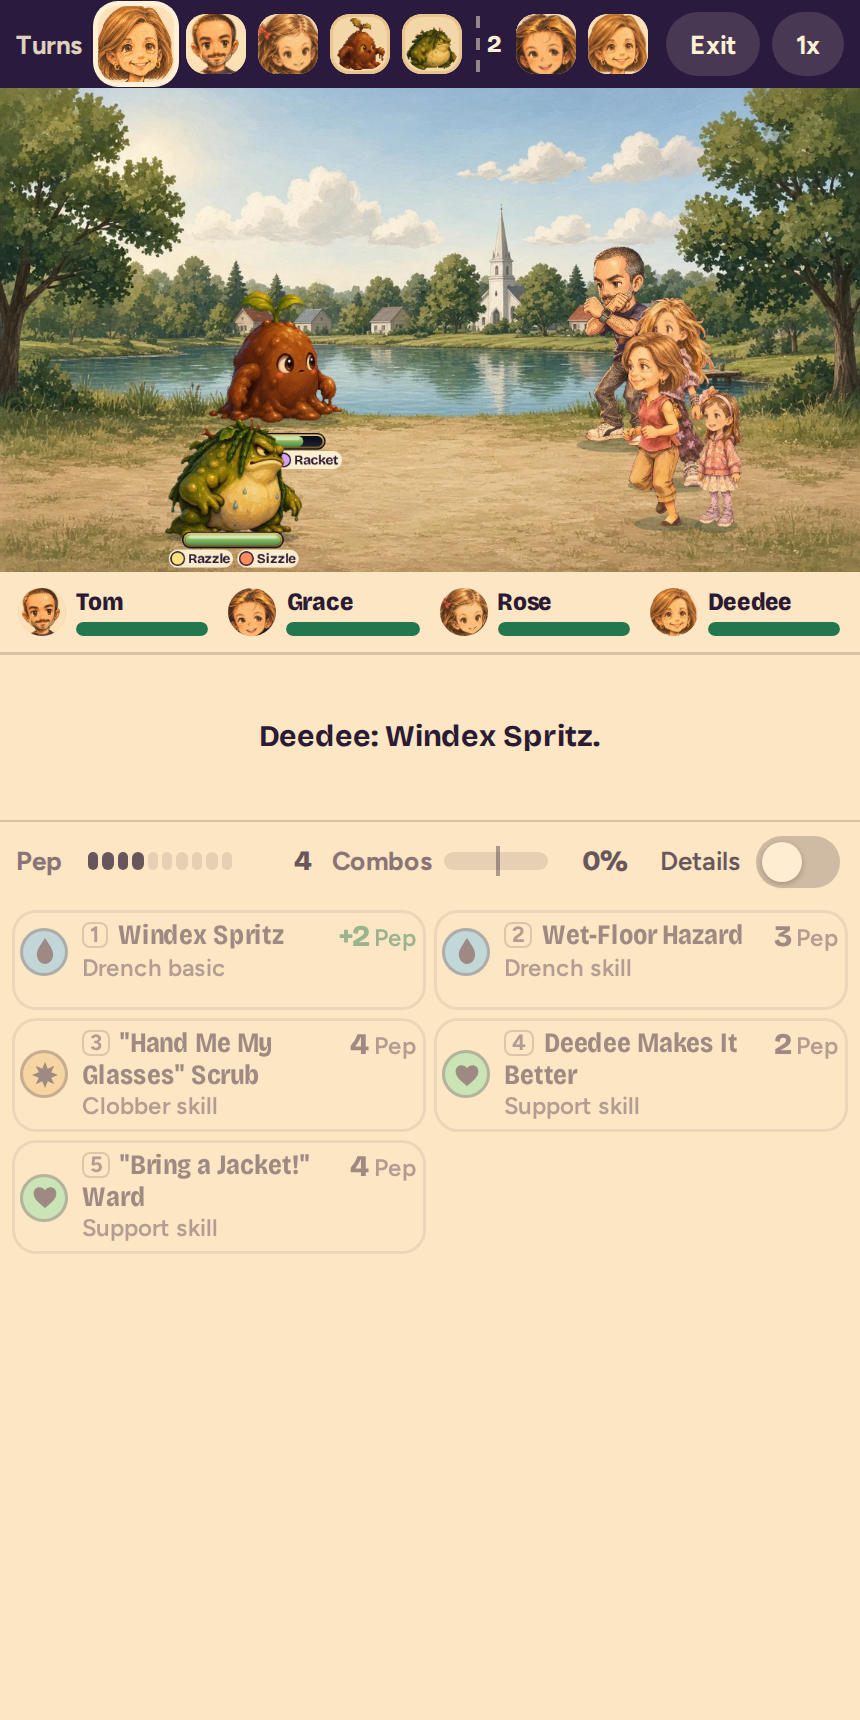 Turns
2
Exit
1x
Racket
Razzle
Sizzle
Tom
Grace
Rose
Deedee
Deedee: Windex Spritz.
Pep
4
Combos
0%
Details
1 Windex Spritz
+2 Pep
Drench basic
2 Wet-Floor Hazard
3 Pep
Drench skill
3 "Hand Me My
Glasses" Scrub
4 Pep
Clobber skill
4 Deedee Makes It
Better
2 Pep
Support skill
5 "Bring a Jacket!"
Ward
4 Pep
Support skill